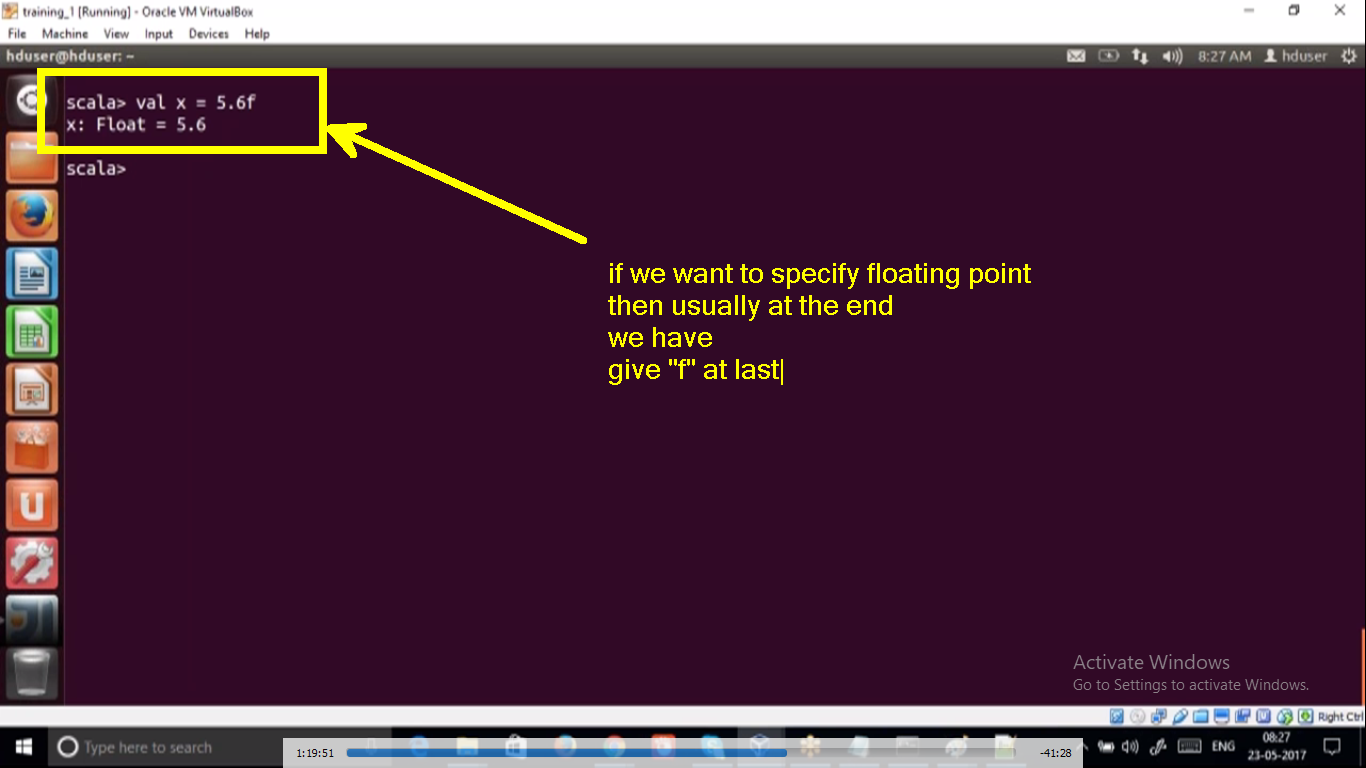 training_1 [Running] - Oracle VM VirtualBox
File Machine View Input Devices Help
hduser@hduser: ~
8:27 AM hduser
scala> val x = 5.6f
x: Float = 5.6
scala>
if we want to specify floating point
then usually at the end
we have
give "f" at last
Activate Windows
Go to Settings to activate Windows.
Right Ctrl
Type here to search
1:19:51
-41:28
ENG
08:27
23-05-2017